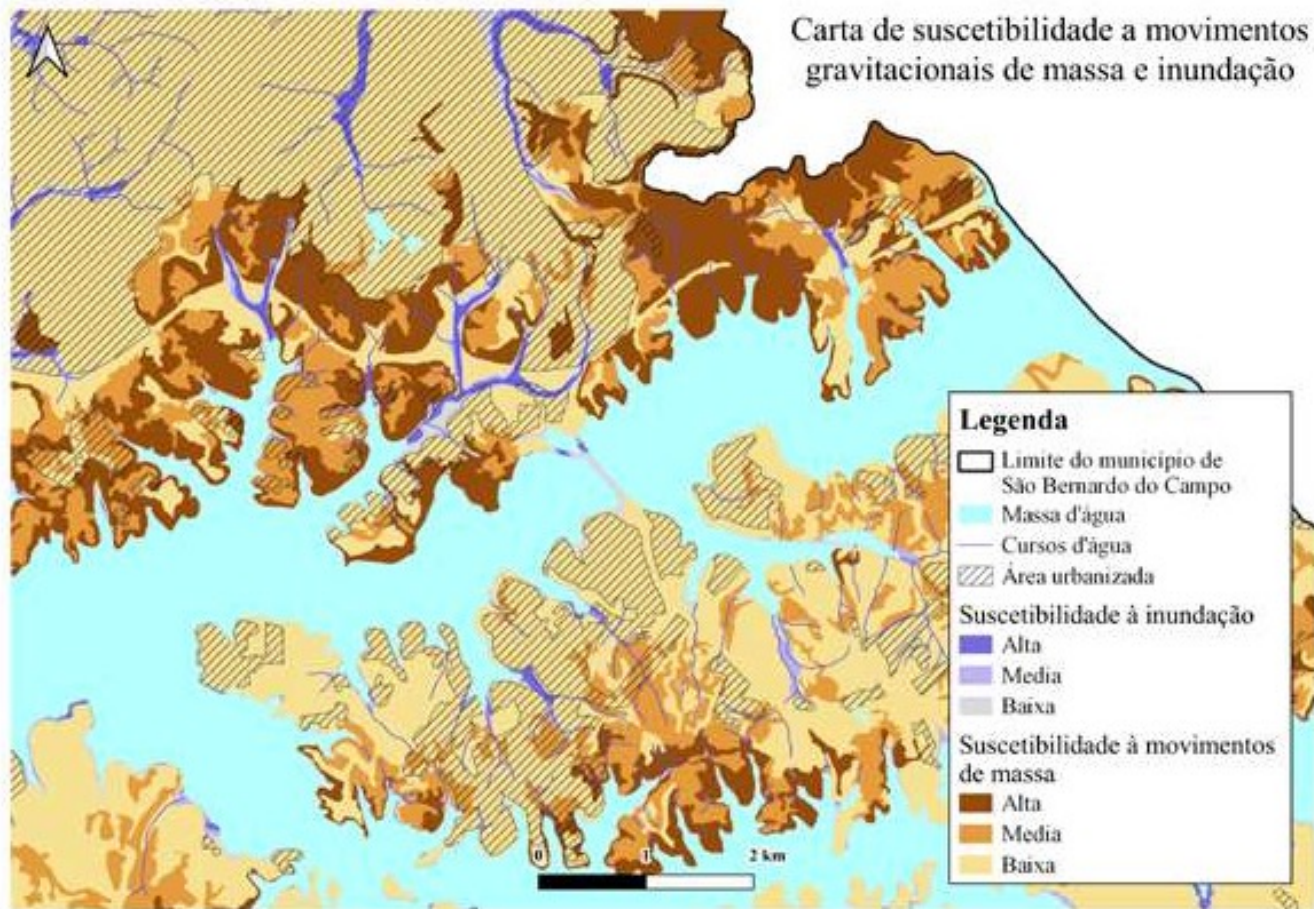 Carta de suscetibilidade a movimentos
gravitacionais de massa e inundação
Legenda
Limite do município de
São Bernardo do Campo
Massa d'água
Cursos d'água
Área urbanizada
Suscetibilidade à inundação
Alta
Media
Baixa
Suscetibilidade à movimentos
de massa
Alta
Media
Baixa
0 1 2 km